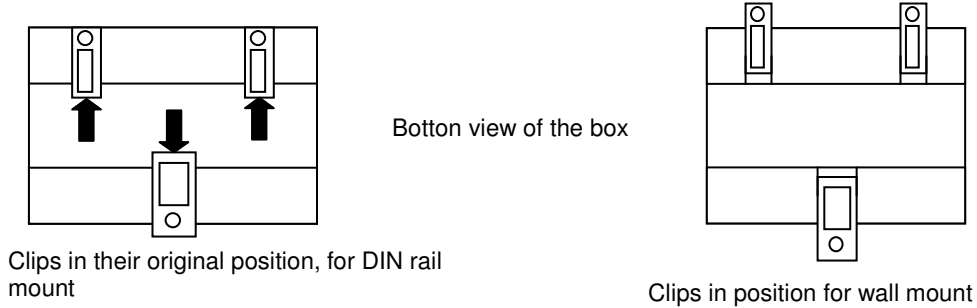 Botton view of the box
Clips in their original position, for DIN rail
mount
Clips in position for wall mount